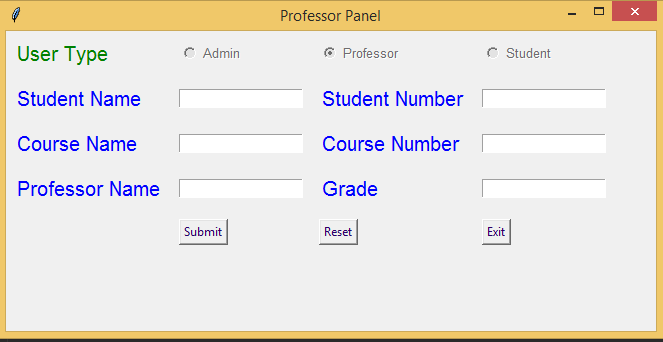 Professor Panel
User Type Admin Professor Student
Student Name Student Number
Course Name Course Number
Professor Name Grade
Submit Reset Exit